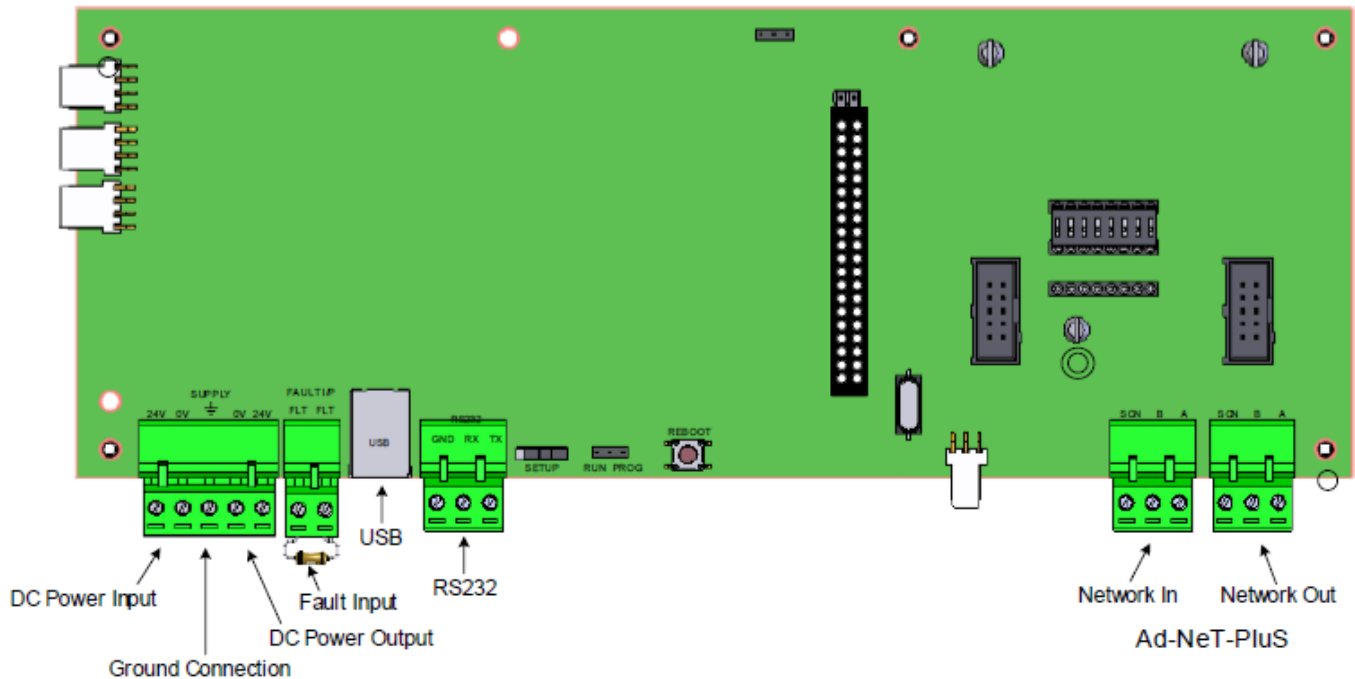 SUPPLY
24V 0V 0V 24V
FAULT I/P
FLT FLT
USB
RS232
GND RX TX
SETUP
RUN PROG
REBOOT
SCN B A
SCN B A
USB
RS232
DC Power Input
Fault Input
DC Power Output
Ground Connection
Network In
Network Out
Ad-NeT-PluS